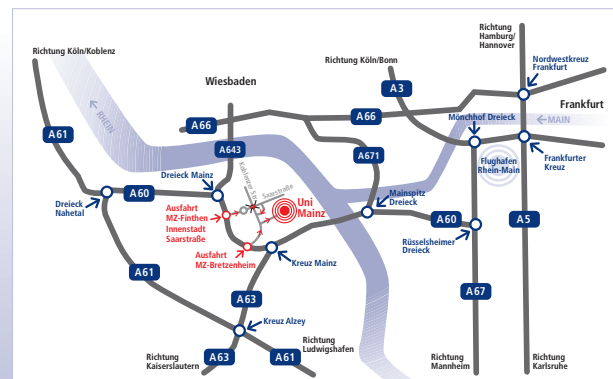 Richtung Köln/Koblenz
Richtung Köln/Bonn
Richtung
Hamburg/
Hannover
Nordwestkreuz
Frankfurt
Wiesbaden
A3
RHEIN
A61
A66
A66
Mönchhof Dreieck
MAIN
Frankfurt
A643
A671
Flughafen
Rhein-Main
Frankfurter
Kreuz
Dreieck Mainz
Koblenzer Str.
Saarstraße
A60
Dreieck
Nahetal
Ausfahrt
MZ-Finthen
Innenstadt
Saarstraße
Uni
Mainz
Mainspitz
Dreieck
A60
A5
Rüsselsheimer
Dreieck
Ausfahrt
MZ-Bretzenheim
Kreuz Mainz
A61
A63
A67
Kreuz Alzey
A63
A61
Richtung
Kaiserslautern
Richtung
Ludwigshafen
Richtung
Mannheim
Richtung
Karlsruhe